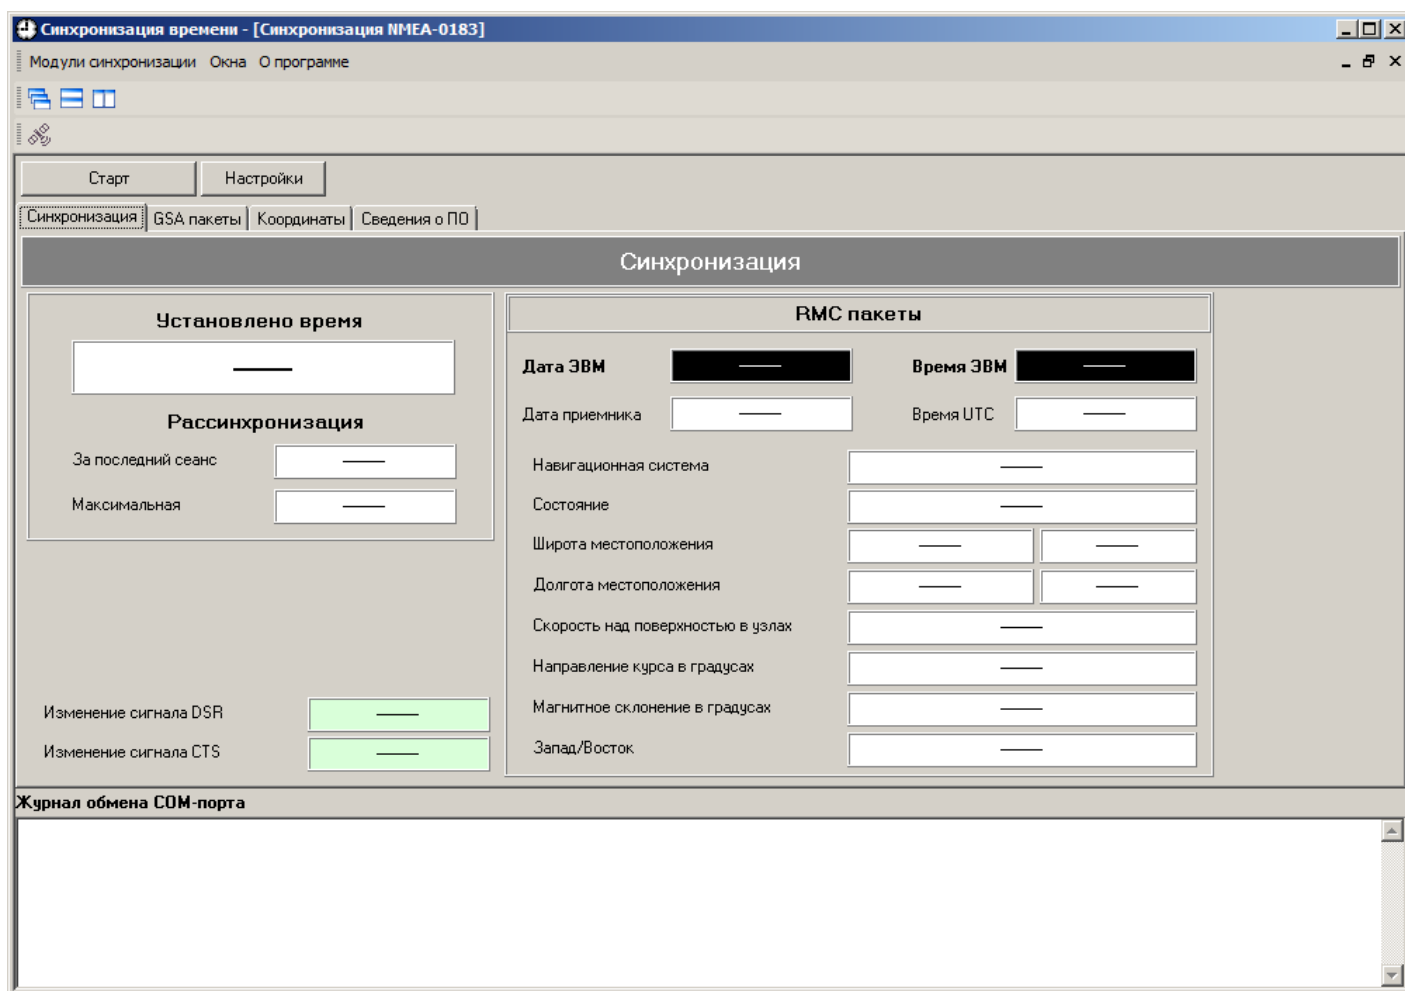 Синхронизация времени - [Синхронизация NMEA-0183]
Модули синхронизации Окна О программе
Старт Настройки
Синхронизация GSA пакеты Координаты Сведения о ПО
Синхронизация
Установлено время
——
Рассинхронизация
За последний сеанс ——
Максимальная ——
Изменение сигнала DSR ——
Изменение сигнала CTS ——
RMC пакеты
Дата ЭВМ —— Время ЭВМ ——
Дата приемника —— Время UTC ——
Навигационная система ——
Состояние ——
Широта местоположения —— ——
Долгота местоположения —— ——
Скорость над поверхностью в узлах ——
Направление курса в градусах ——
Магнитное склонение в градусах ——
Запад/Восток ——
Журнал обмена COM-порта